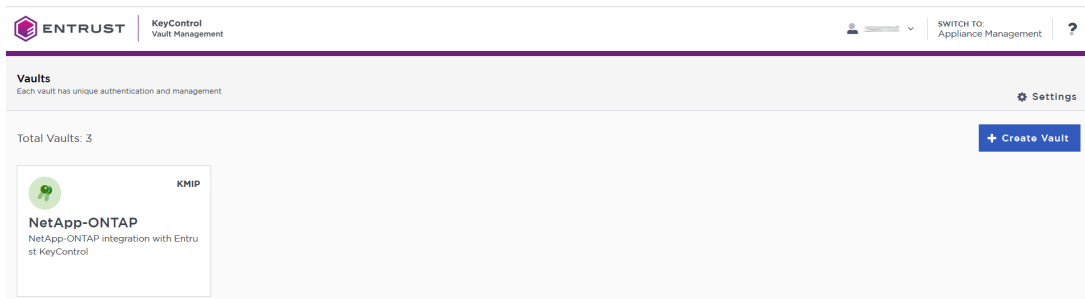 ENTRUST
KeyControl
Vault Management
SWITCH TO:
Appliance Management
?
Vaults
Each vault has unique authentication and management
Settings
Total Vaults: 3
+ Create Vault
KMIP
NetApp-ONTAP
NetApp-ONTAP integration with Entru
st KeyControl